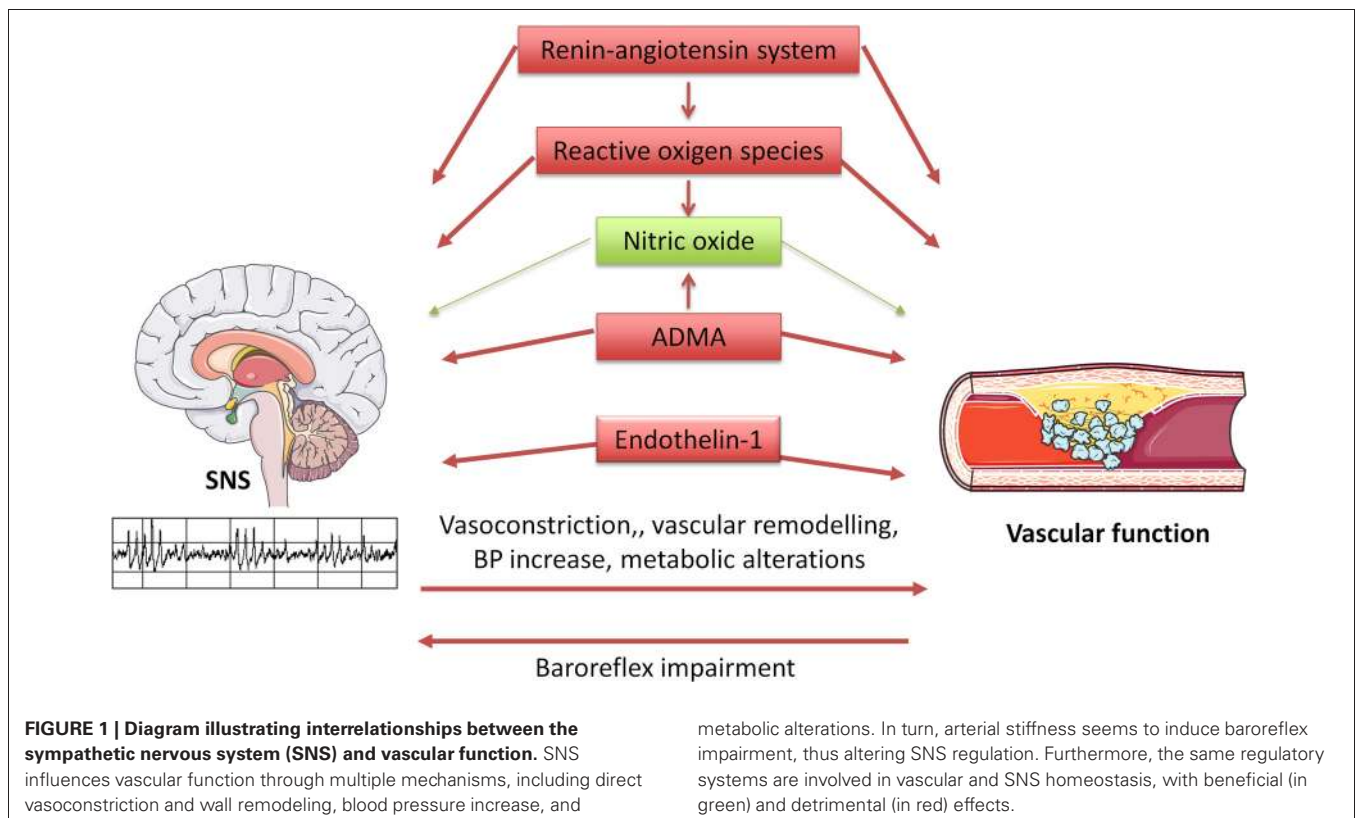 Renin-angiotensin system
Reactive oxigen species
Nitric oxide
ADMA
Endothelin-1
SNS
Vasoconstriction,, vascular remodelling,
BP increase, metabolic alterations
Vascular function
Baroreflex impairment
FIGURE 1 | Diagram illustrating interrelationships between the
sympathetic nervous system (SNS) and vascular function. SNS
influences vascular function through multiple mechanisms, including direct
vasoconstriction and wall remodeling, blood pressure increase, and
metabolic alterations. In turn, arterial stiffness seems to induce baroreflex
impairment, thus altering SNS regulation. Furthermore, the same regulatory
systems are involved in vascular and SNS homeostasis, with beneficial (in
green) and detrimental (in red) effects.